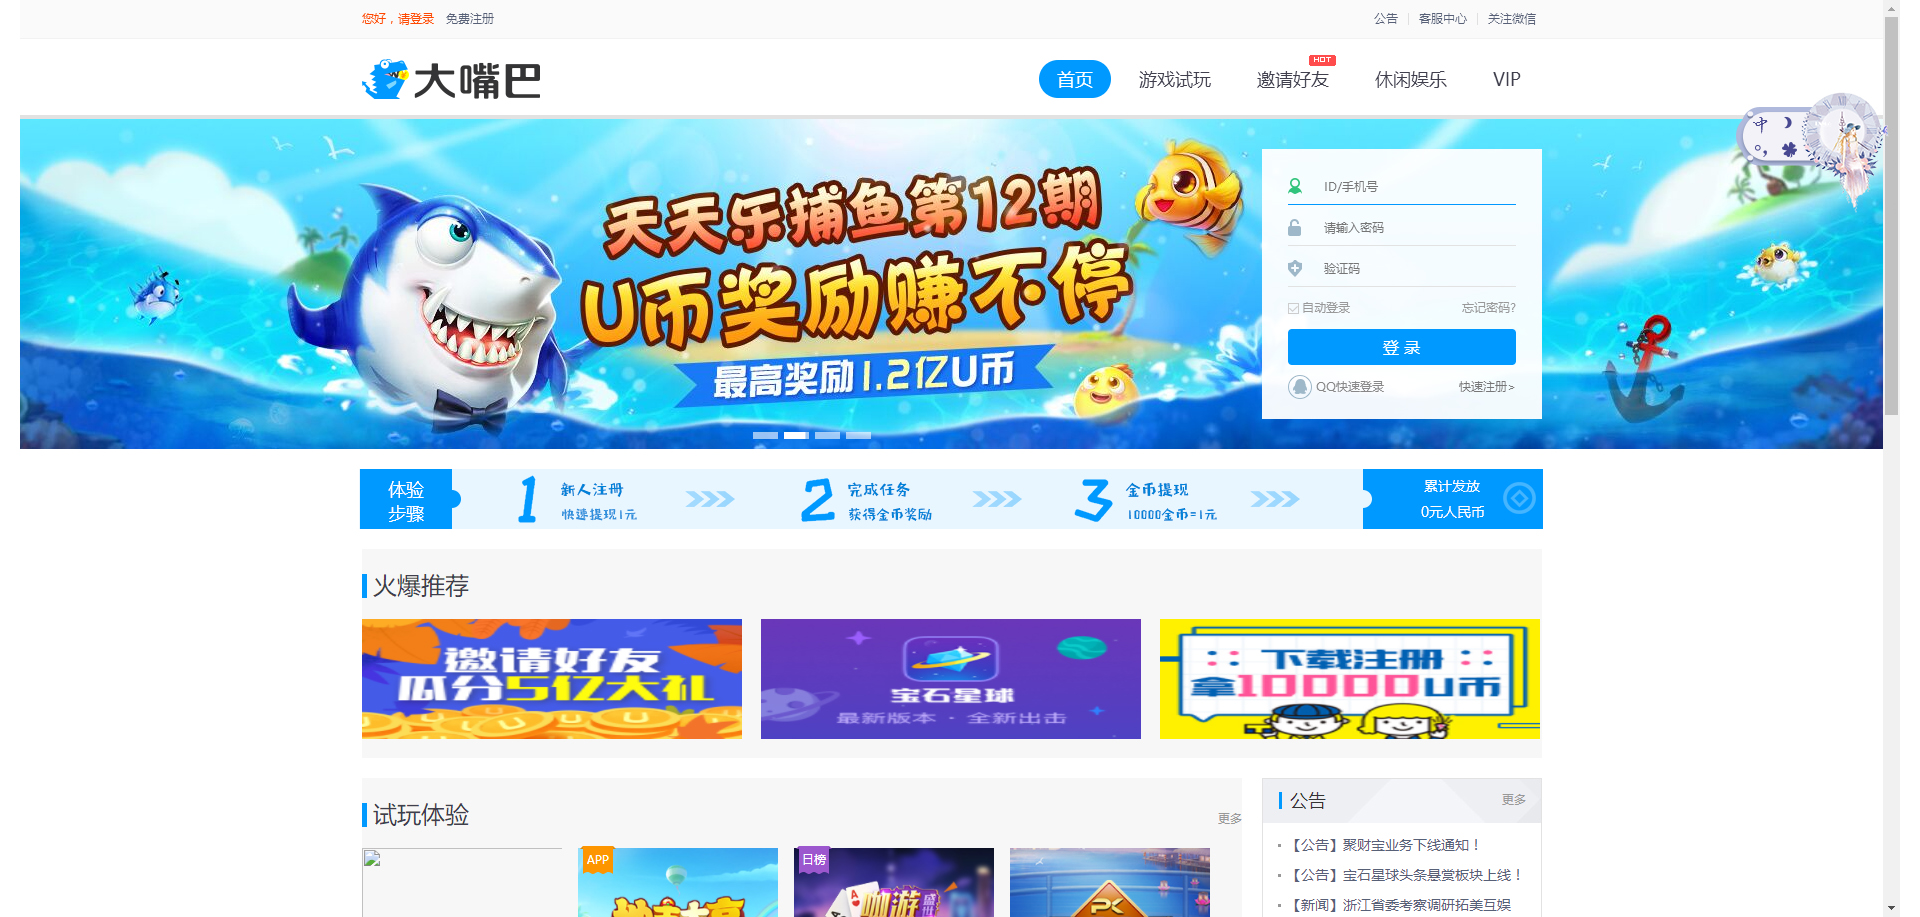 您好，请登录 免费注册 公告 客服中心 关注微信
大嘴巴 首页 游戏试玩 邀请好友 HOT 休闲娱乐 VIP
中
天天乐捕鱼第12期
U币奖励赚不停
最高奖励1.2亿U币
ID/手机号
请输入密码
验证码
自动登录 忘记密码?
登 录
QQ快速登录 快速注册>
体验
步骤
1 新人注册
快速提现1元
2 完成任务
获得金币奖励
3 金币提现
10000金币=1元
累计发放
0元人民币
火爆推荐
邀请好友
瓜分5亿大礼
宝石星球
最新版本·全新出击
下载注册
拿10000U币
试玩体验 更多
APP
日榜
咖游
盛世
PK
公告 更多
【公告】聚财宝业务下线通知！
【公告】宝石星球头条悬赏板块上线！
【新闻】浙江省委考察调研拓美互娱